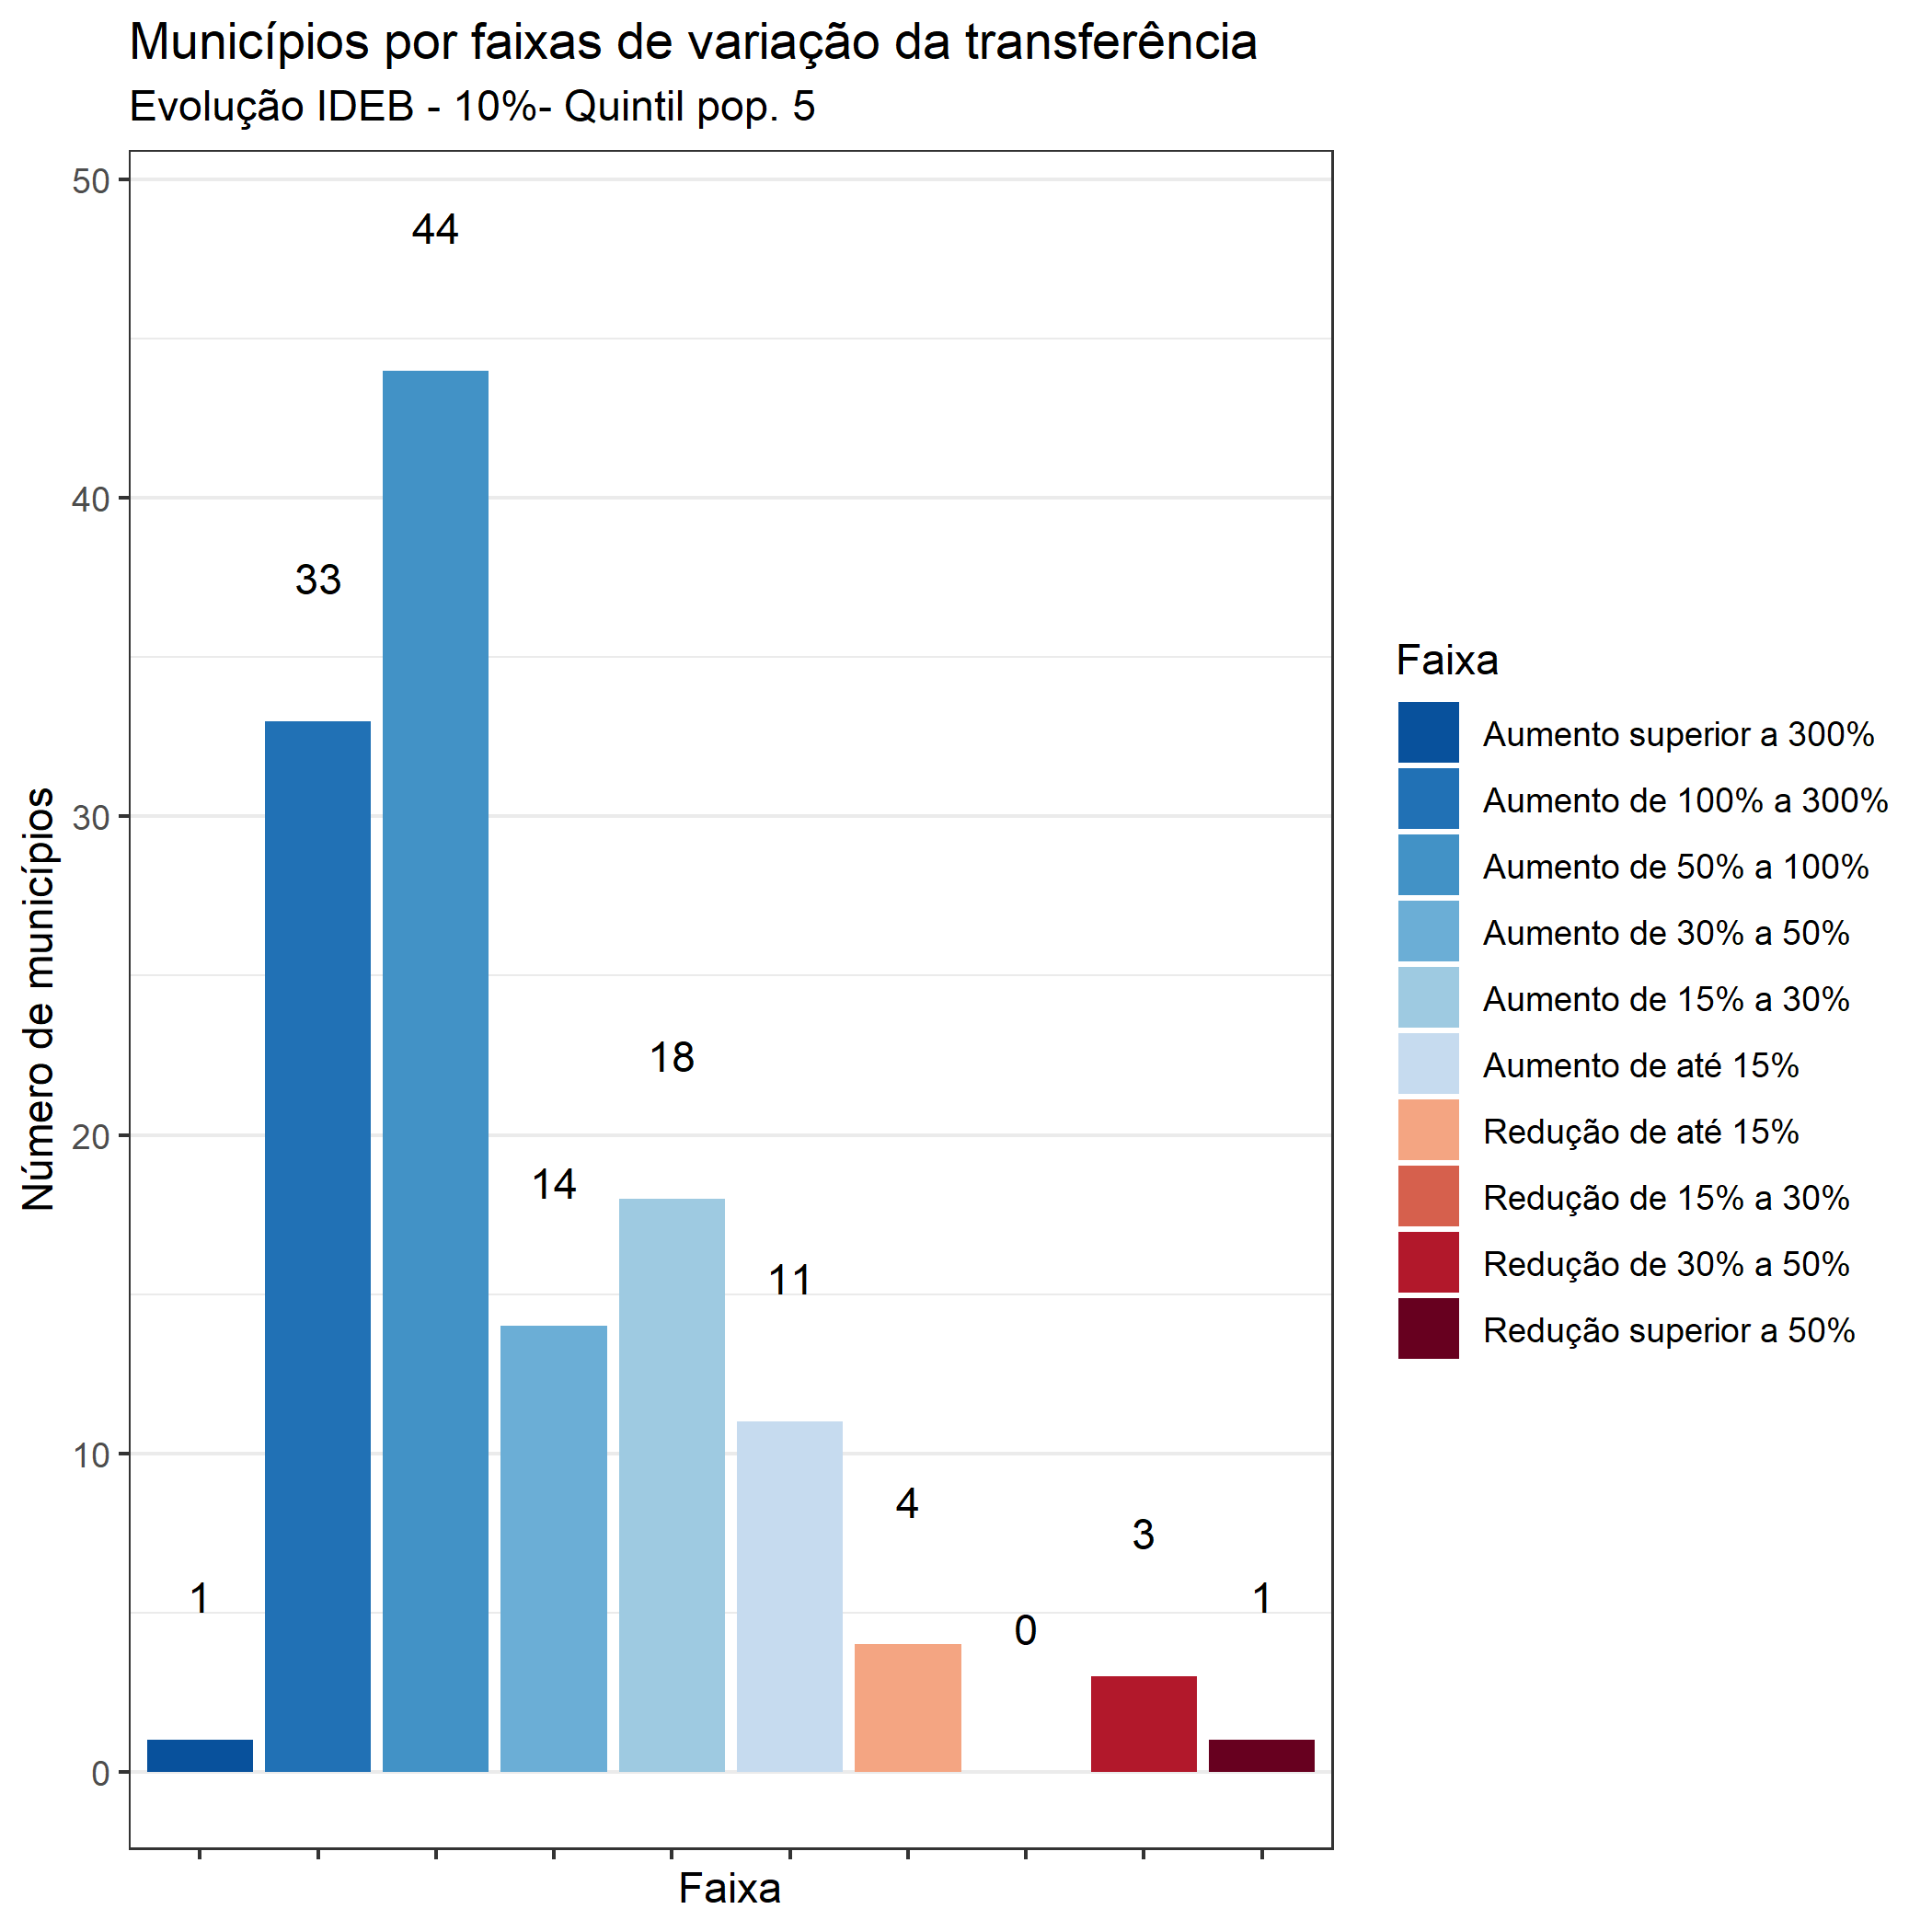 Municípios por faixas de variação da transferência
Evolução IDEB - 10%- Quintil pop. 5
Número de municípios
50
40
30
20
10
0
1
33
44
14
18
11
4
0
3
1
Faixa
Faixa
Aumento superior a 300%
Aumento de 100% a 300%
Aumento de 50% a 100%
Aumento de 30% a 50%
Aumento de 15% a 30%
Aumento de até 15%
Redução de até 15%
Redução de 15% a 30%
Redução de 30% a 50%
Redução superior a 50%